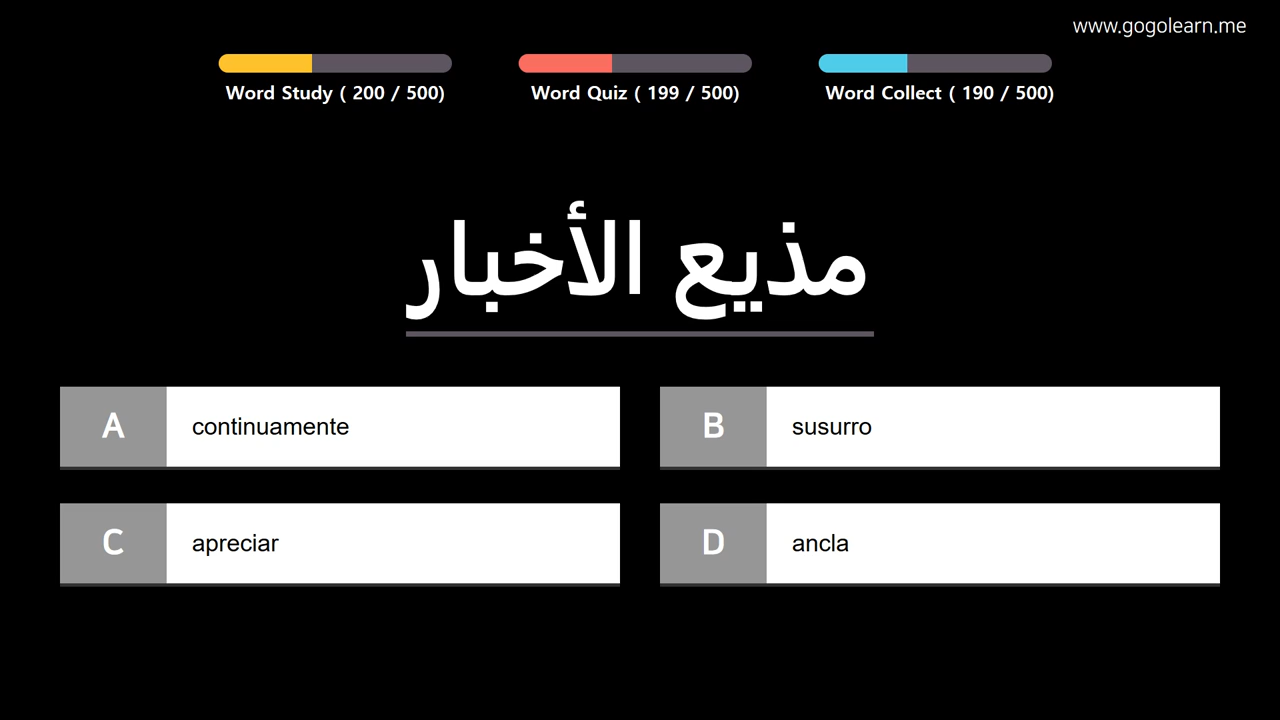 www.gogolearn.me
Word Study ( 200 / 500)
Word Quiz ( 199 / 500)
Word Collect ( 190 / 500)
مذيع الأخبار
A continuamente
B susurro
C apreciar
D ancla